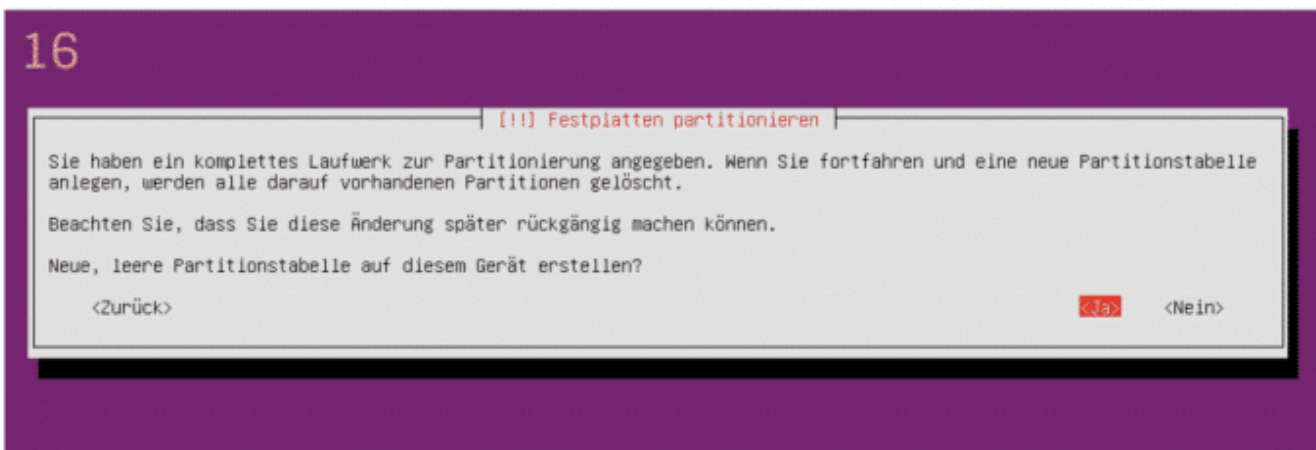 16
[!!] Festplatten partitionieren
Sie haben ein komplettes Laufwerk zur Partitionierung angegeben. Wenn Sie fortfahren und eine neue Partitionstabelle
anlegen, werden alle darauf vorhandenen Partitionen gelöscht.
Beachten Sie, dass Sie diese Änderung später rückgängig machen können.
Neue, leere Partitionstabelle auf diesem Gerät erstellen?
<Zurück> <Ja> <Nein>